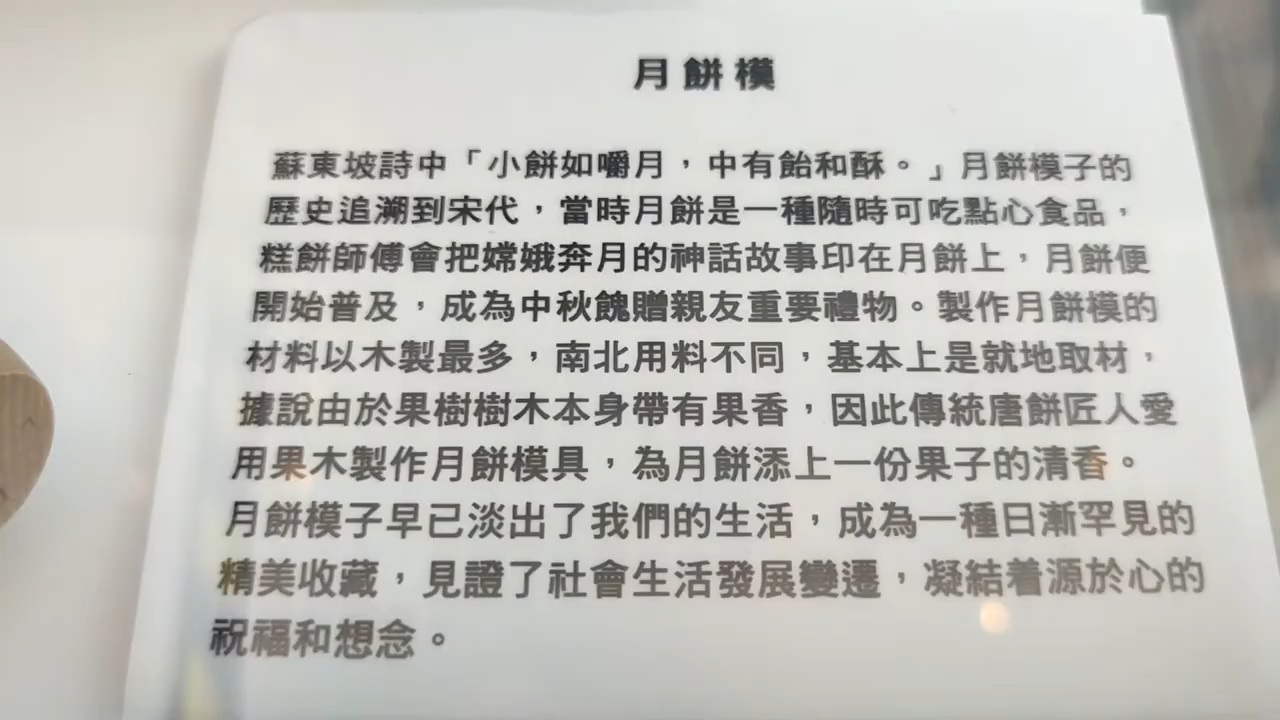 月餅模
蘇東坡詩中「小餅如嚼月，中有飴和酥。」月餅模子的
歷史追溯到宋代，當時月餅是一種隨時可吃點心食品，
糕餅師傅會把嫦娥奔月的神話故事印在月餅上，月餅便
開始普及，成為中秋餽贈親友重要禮物。製作月餅模的
材料以木製最多，南北用料不同，基本上是就地取材，
據說由於果樹樹木本身帶有果香，因此傳統唐餅匠人愛
用果木製作月餅模具，為月餅添上一份果子的清香。
月餅模子早已淡出了我們的生活，成為一種日漸罕見的
精美收藏，見證了社會生活發展變遷，凝結着源於心的
祝福和想念。